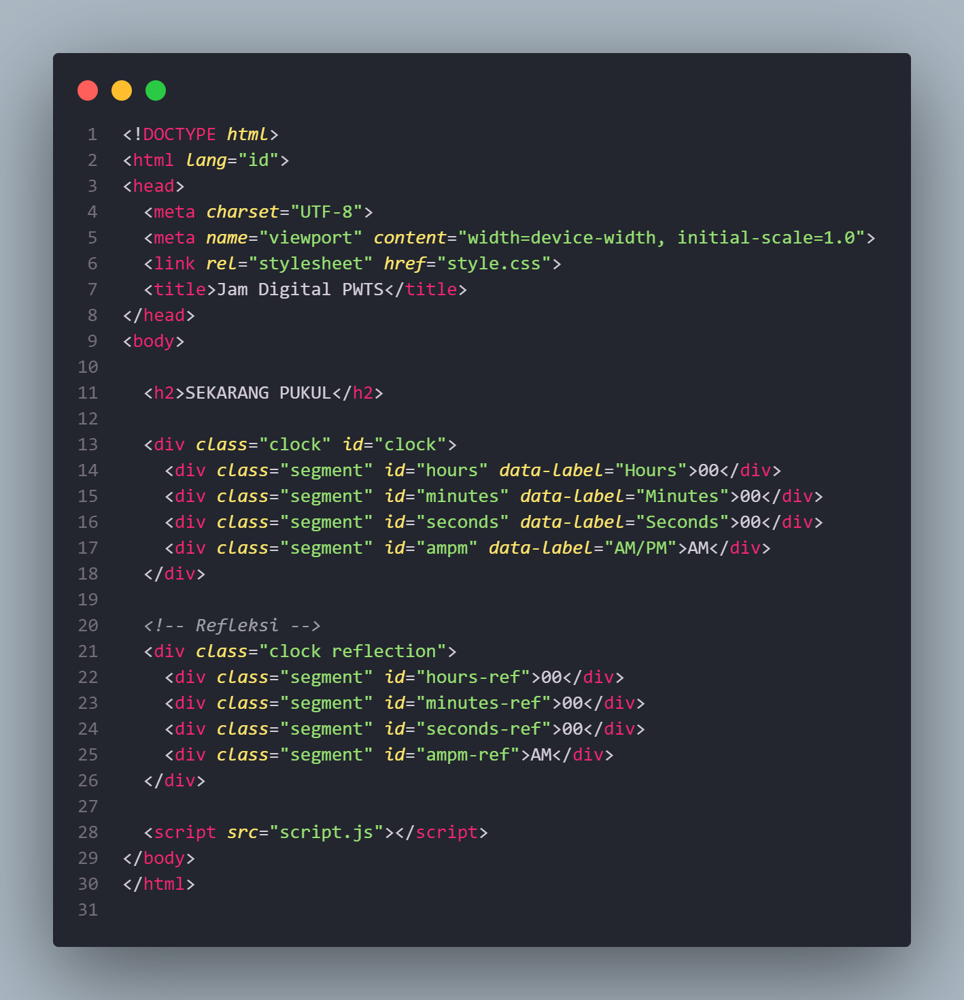 1 <!DOCTYPE html>
2 <html lang="id">
3 <head>
4   <meta charset="UTF-8">
5   <meta name="viewport" content="width=device-width, initial-scale=1.0">
6   <link rel="stylesheet" href="style.css">
7   <title>Jam Digital PWTS</title>
8 </head>
9 <body>
10
11   <h2>SEKARANG PUKUL</h2>
12
13   <div class="clock" id="clock">
14     <div class="segment" id="hours" data-label="Hours">00</div>
15     <div class="segment" id="minutes" data-label="Minutes">00</div>
16     <div class="segment" id="seconds" data-label="Seconds">00</div>
17     <div class="segment" id="ampm" data-label="AM/PM">AM</div>
18   </div>
19
20   <!-- Refleksi -->
21   <div class="clock reflection">
22     <div class="segment" id="hours-ref">00</div>
23     <div class="segment" id="minutes-ref">00</div>
24     <div class="segment" id="seconds-ref">00</div>
25     <div class="segment" id="ampm-ref">AM</div>
26   </div>
27
28   <script src="script.js"></script>
29 </body>
30 </html>
31